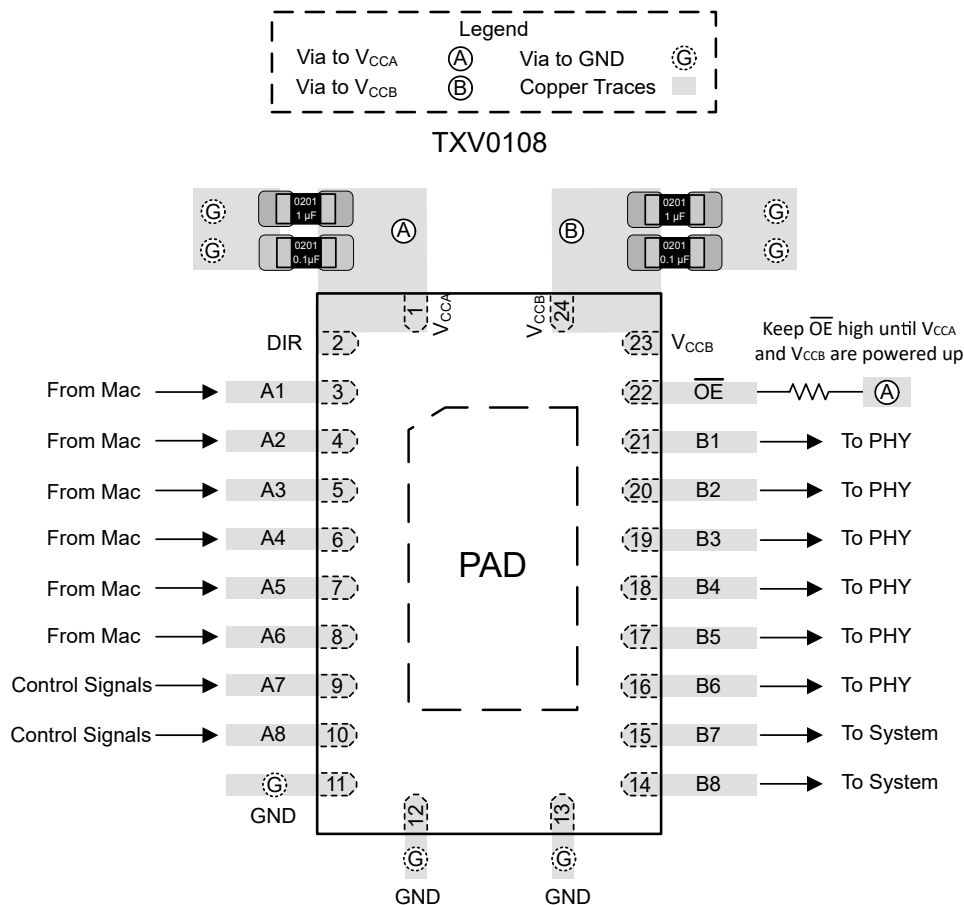 Legend
Via to VCCA A Via to GND G
Via to VCCB B Copper Traces
TXV0108
G 0201 1 µF A B 0201 1 µF G
G 0201 0.1µF 0201 0.1 µF G
1 VCCA VCCB 24
DIR 2 23 VCCB
Keep OE high until VCCA
and VCCB are powered up
From Mac A1 3 22 OE A
From Mac A2 4 21 B1 To PHY
From Mac A3 5 20 B2 To PHY
From Mac A4 6 19 B3 To PHY
PAD
From Mac A5 7 18 B4 To PHY
From Mac A6 8 17 B5 To PHY
Control Signals A7 9 16 B6 To PHY
Control Signals A8 10 15 B7 To System
G 11 14 B8 To System
GND
12 13
G G
GND GND